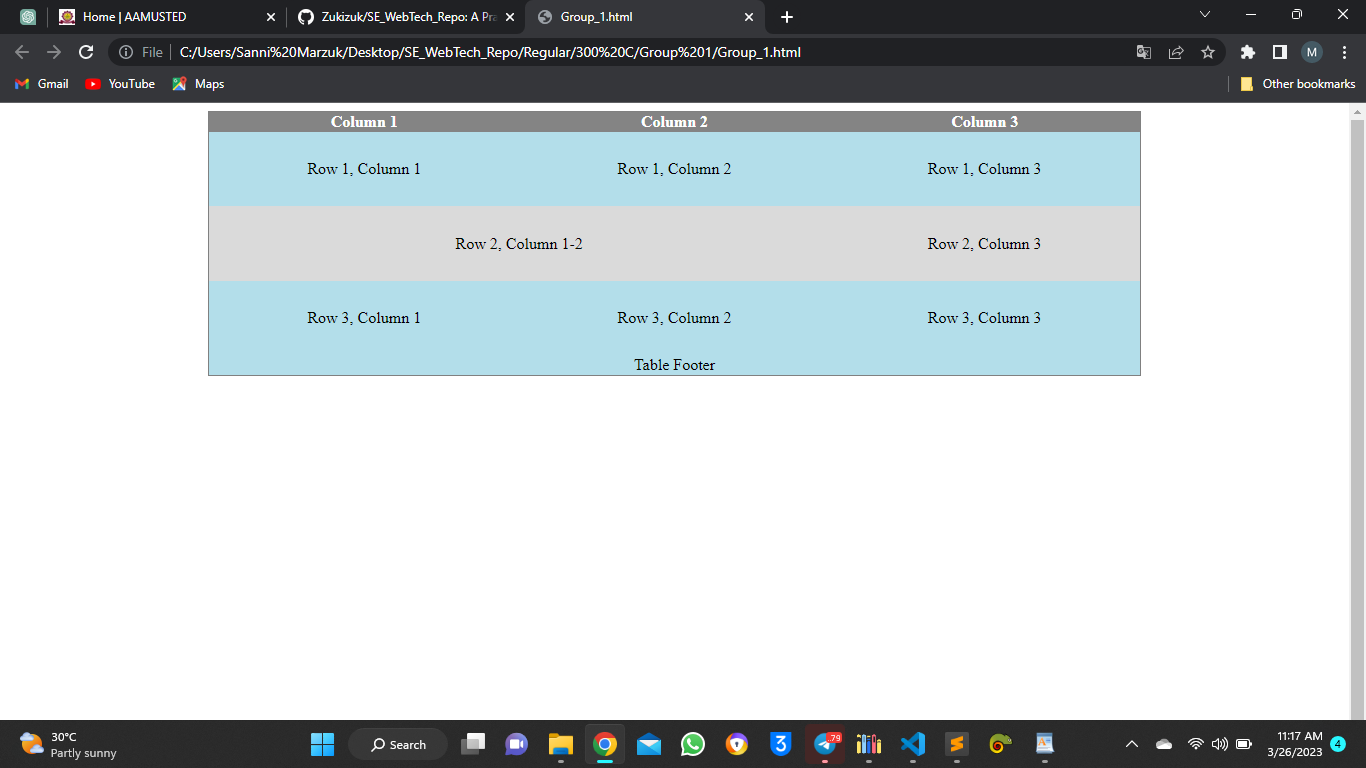 Home | AAMUSTED
Zukizuk/SE_WebTech_Repo: A Pra
Group_1.html
File
C:/Users/Sanni%20Marzuk/Desktop/SE_WebTech_Repo/Regular/300%20C/Group%201/Group_1.html
M
Gmail YouTube Maps Other bookmarks
Column 1 Column 2 Column 3
Row 1, Column 1 Row 1, Column 2 Row 1, Column 3
Row 2, Column 1-2 Row 2, Column 3
Row 3, Column 1 Row 3, Column 2 Row 3, Column 3
Table Footer
30°C
Partly sunny
Search
3
79
11:17 AM
3/26/2023
4